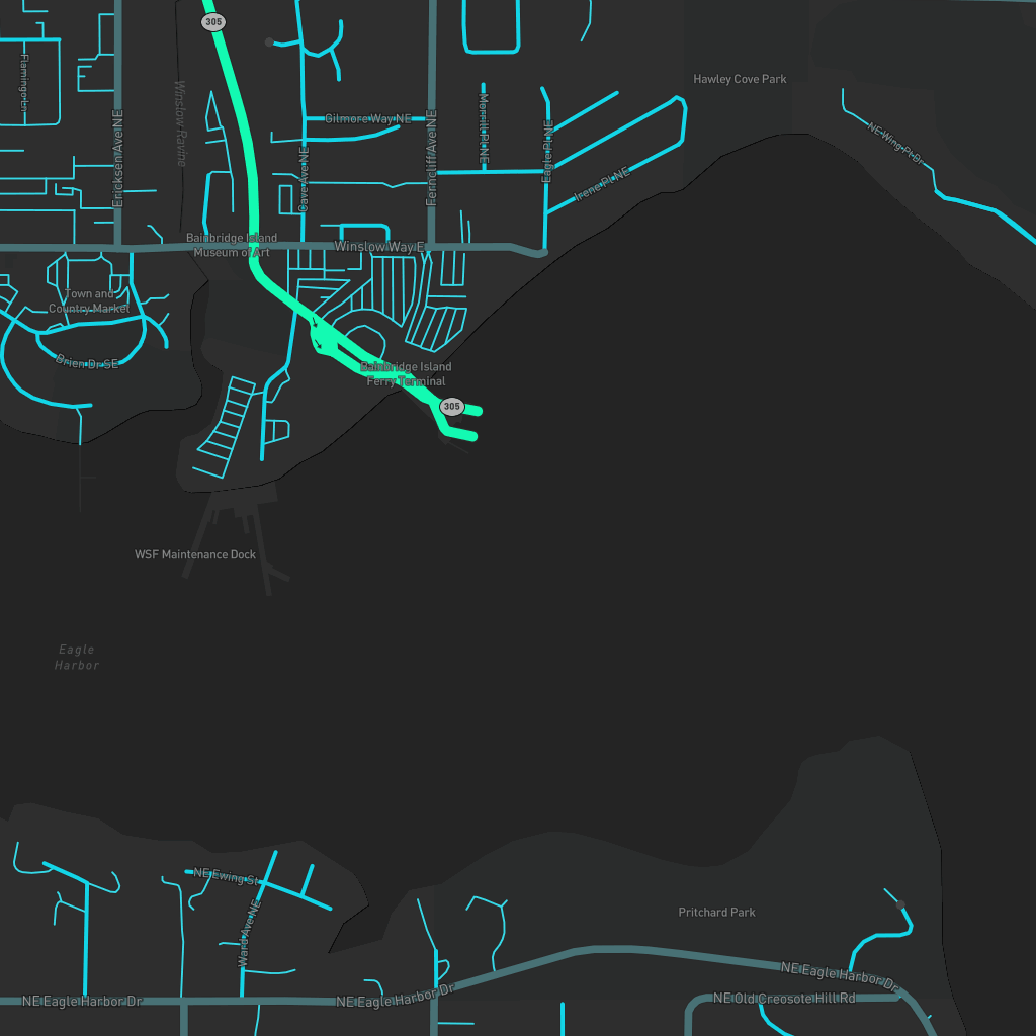 305
Hawley Cove Park
Flamingo Ln
Winslow Ravine
Ericksen Ave NE
Gilmore Way NE
Cave Ave NE
Ferncliff Ave NE
Morrill Pl NE
Eagle Pl NE
Irene Pl NE
NE Wing Pt Dr
Bainbridge Island
Museum of Art
Winslow Way E
Town and
Country Market
Brien Dr SE
Bainbridge Island
Ferry Terminal
305
WSF Maintenance Dock
Eagle
Harbor
NE Ewing St
Ward Ave NE
Pritchard Park
NE Eagle Harbor Dr
NE Eagle Harbor Dr
NE Eagle Harbor Dr
NE Old Creosote Hill Rd